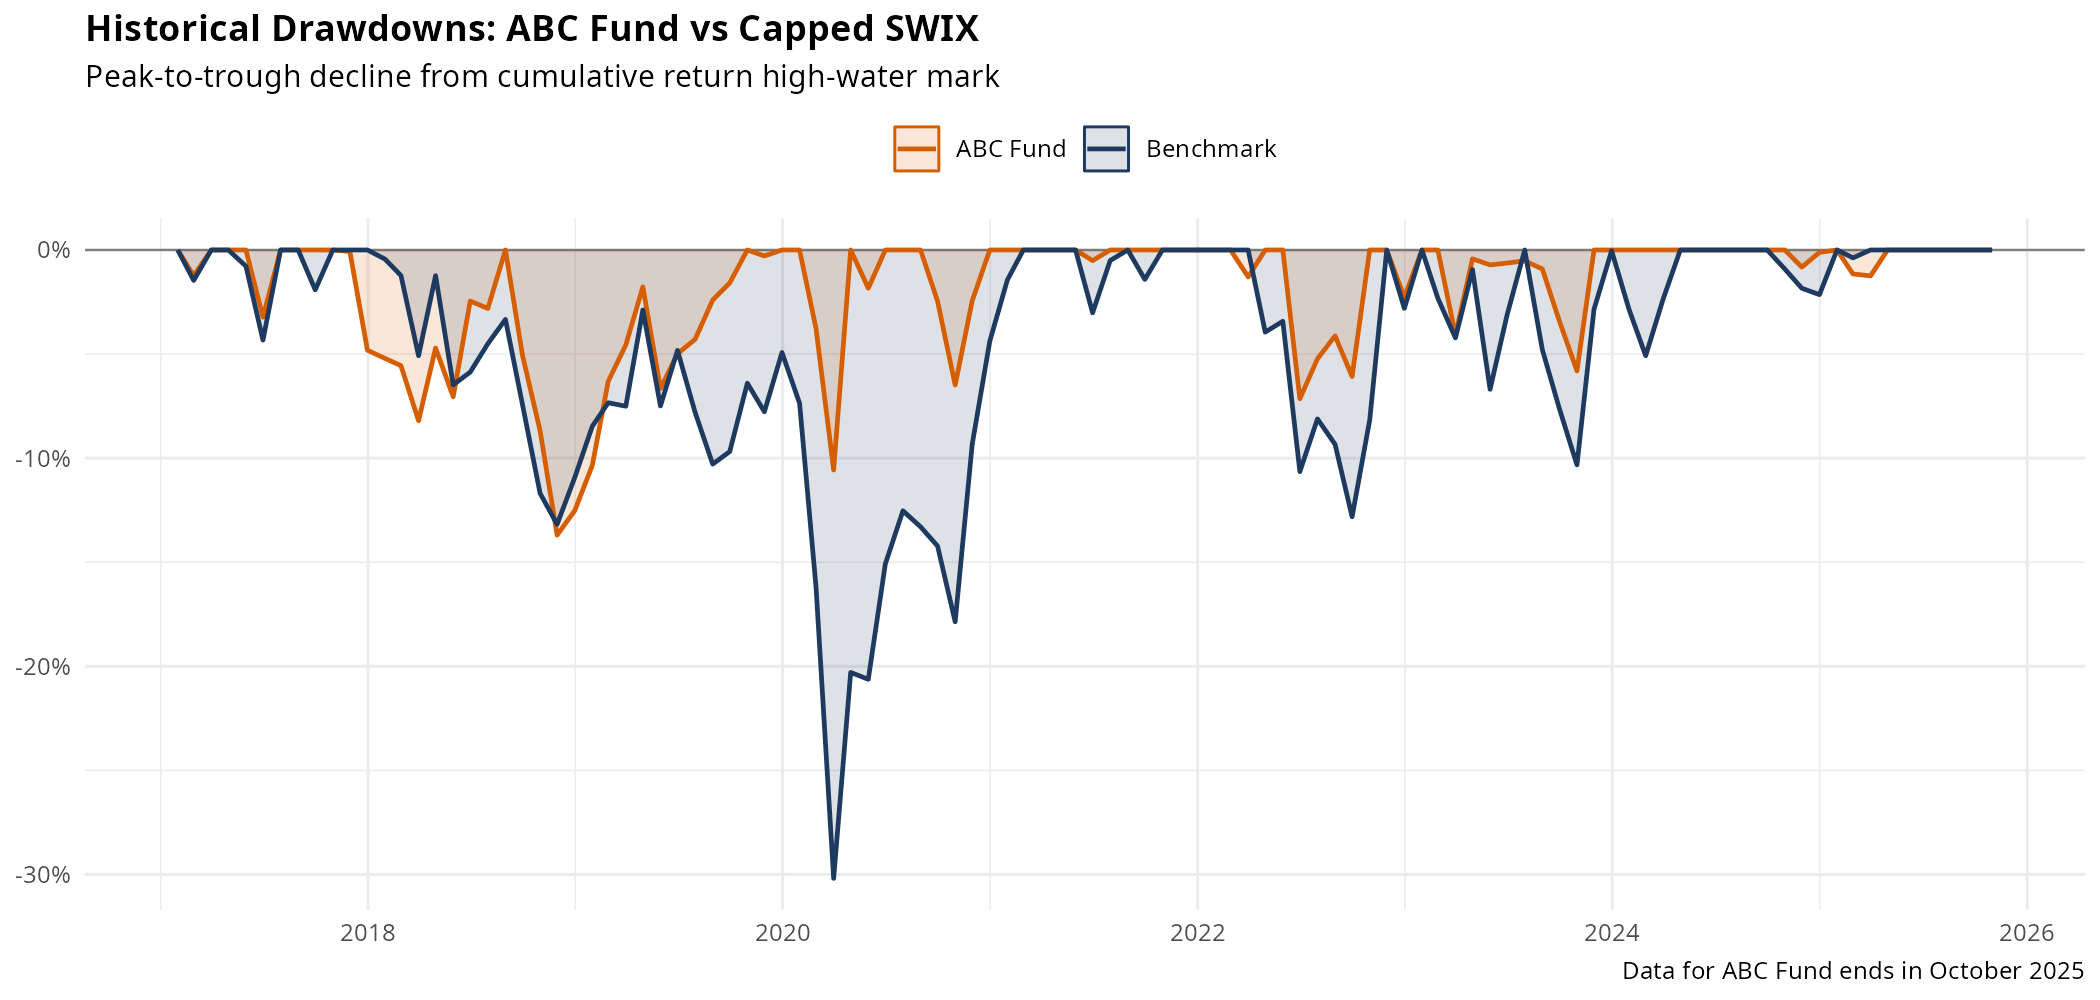 Historical Drawdowns: ABC Fund vs Capped SWIX
Peak-to-trough decline from cumulative return high-water mark
ABC Fund Benchmark
0%
-10%
-20%
-30%
2018 2020 2022 2024 2026
Data for ABC Fund ends in October 2025